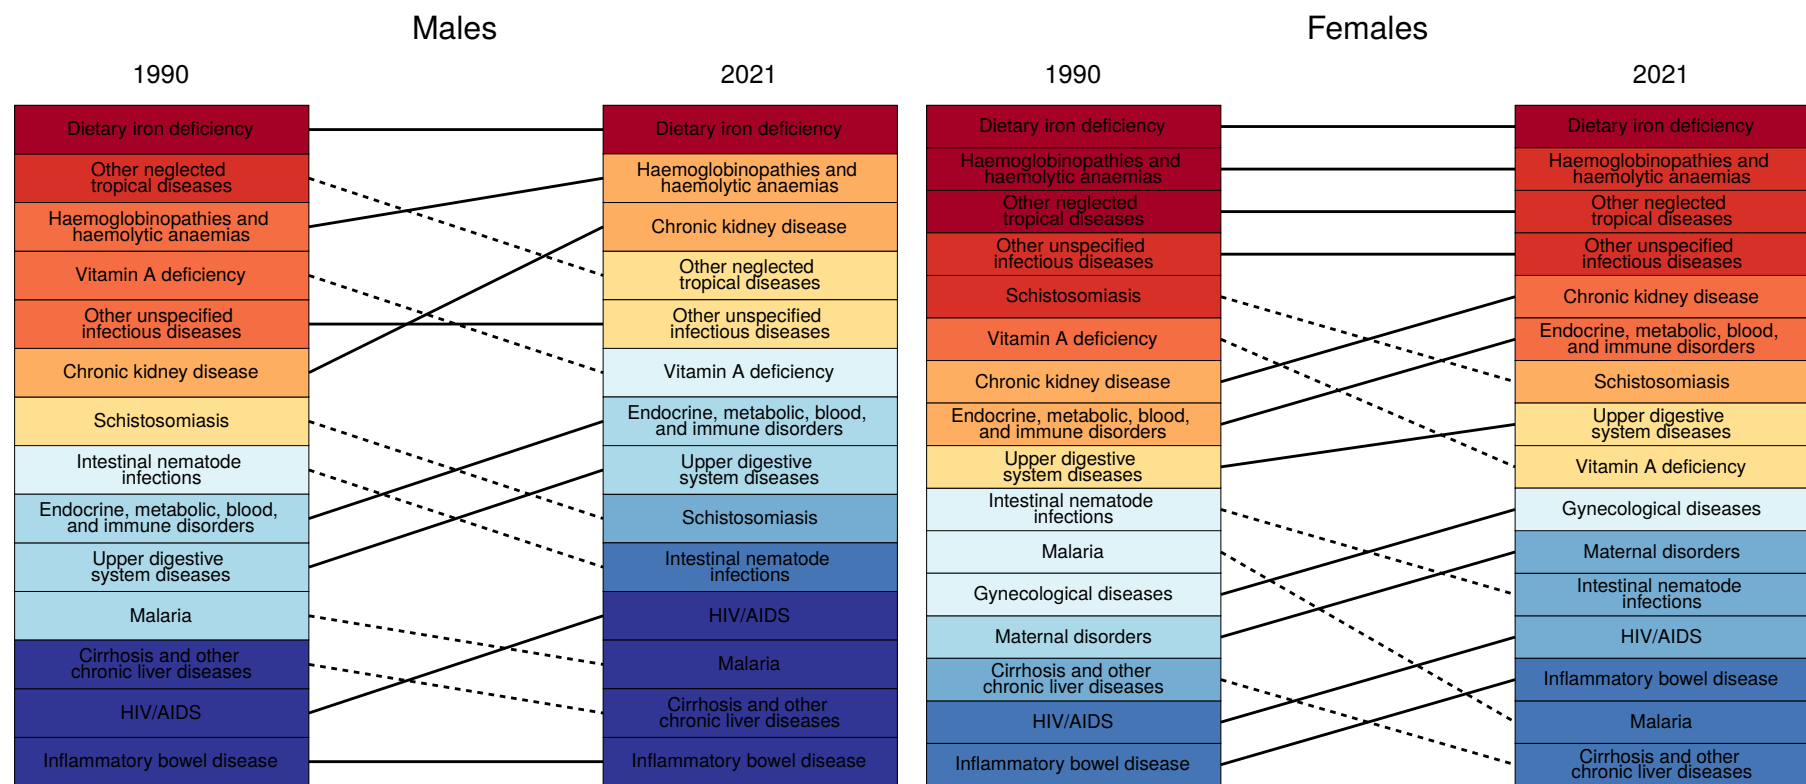 Males
1990
2021
Dietary iron deficiency
Other neglected
tropical diseases
Haemoglobinopathies and
haemolytic anaemias
Vitamin A deficiency
Other unspecified
infectious diseases
Chronic kidney disease
Schistosomiasis
Intestinal nematode
infections
Endocrine, metabolic, blood,
and immune disorders
Upper digestive
system diseases
Malaria
Cirrhosis and other
chronic liver diseases
HIV/AIDS
Inflammatory bowel disease
Dietary iron deficiency
Haemoglobinopathies and
haemolytic anaemias
Chronic kidney disease
Other neglected
tropical diseases
Other unspecified
infectious diseases
Vitamin A deficiency
Endocrine, metabolic, blood,
and immune disorders
Upper digestive
system diseases
Schistosomiasis
Intestinal nematode
infections
HIV/AIDS
Malaria
Cirrhosis and other
chronic liver diseases
Inflammatory bowel disease
Females
1990
2021
Dietary iron deficiency
Haemoglobinopathies and
haemolytic anaemias
Other neglected
tropical diseases
Other unspecified
infectious diseases
Schistosomiasis
Vitamin A deficiency
Chronic kidney disease
Endocrine, metabolic, blood,
and immune disorders
Upper digestive
system diseases
Intestinal nematode
infections
Malaria
Gynecological diseases
Maternal disorders
Cirrhosis and other
chronic liver diseases
HIV/AIDS
Inflammatory bowel disease
Dietary iron deficiency
Haemoglobinopathies and
haemolytic anaemias
Other neglected
tropical diseases
Other unspecified
infectious diseases
Chronic kidney disease
Endocrine, metabolic, blood,
and immune disorders
Schistosomiasis
Upper digestive
system diseases
Vitamin A deficiency
Gynecological diseases
Maternal disorders
Intestinal nematode
infections
HIV/AIDS
Inflammatory bowel disease
Malaria
Cirrhosis and other
chronic liver diseases